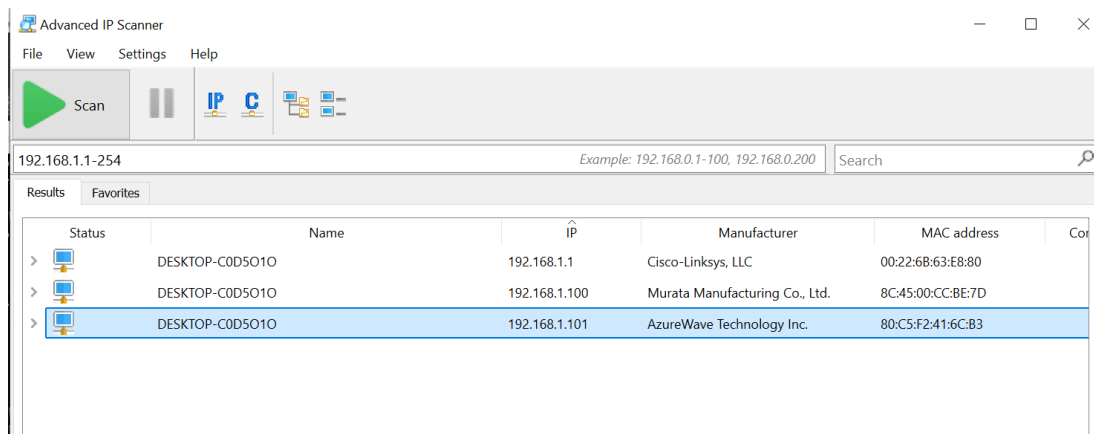 Advanced IP Scanner
File View Settings Help
Scan IP C
192.168.1.1-254 Example: 192.168.0.1-100, 192.168.0.200 Search
Results Favorites
Status Name IP Manufacturer MAC address Cor
DESKTOP-C0D5O1O 192.168.1.1 Cisco-Linksys, LLC 00:22:6B:63:E8:80
DESKTOP-C0D5O1O 192.168.1.100 Murata Manufacturing Co., Ltd. 8C:45:00:CC:BE:7D
DESKTOP-C0D5O1O 192.168.1.101 AzureWave Technology Inc. 80:C5:F2:41:6C:B3